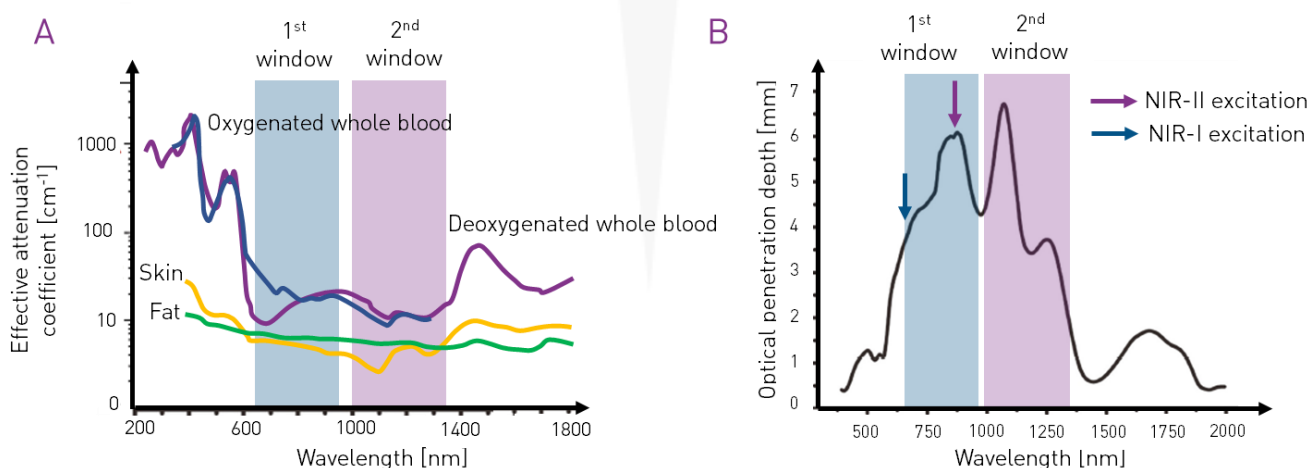 A
1st
window
2nd
window
Effective attenuation
coefficient [cm-1]
1000
100
10
0
Oxygenated whole blood
Deoxygenated whole blood
Skin
Fat
200
600
1000
1400
1800
Wavelength [nm]
B
1st
window
2nd
window
Optical penetration depth [mm]
7
6
5
4
3
2
1
0
NIR-II excitation
NIR-I excitation
500
750
1000
1250
1500
1750
2000
Wavelength [nm]